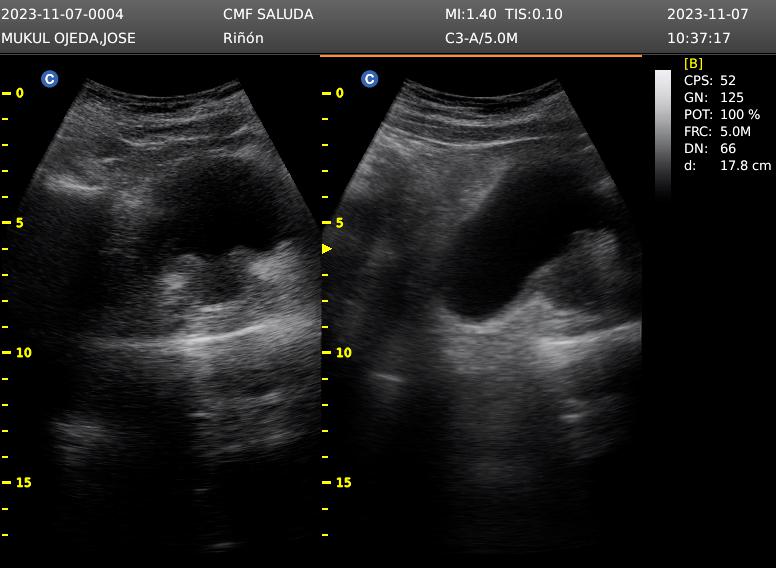 2023-11-07-0004 CMF SALUDA MI:1.40 TIS:0.10 2023-11-07
MUKUL OJEDA,JOSE Riñón C3-A/5.0M 10:37:17
[B]
CPS: 52
GN: 125
POT: 100 %
FRC: 5.0M
DN: 66
d: 17.8 cm
C
0
5
10
15
C
0
5
10
15